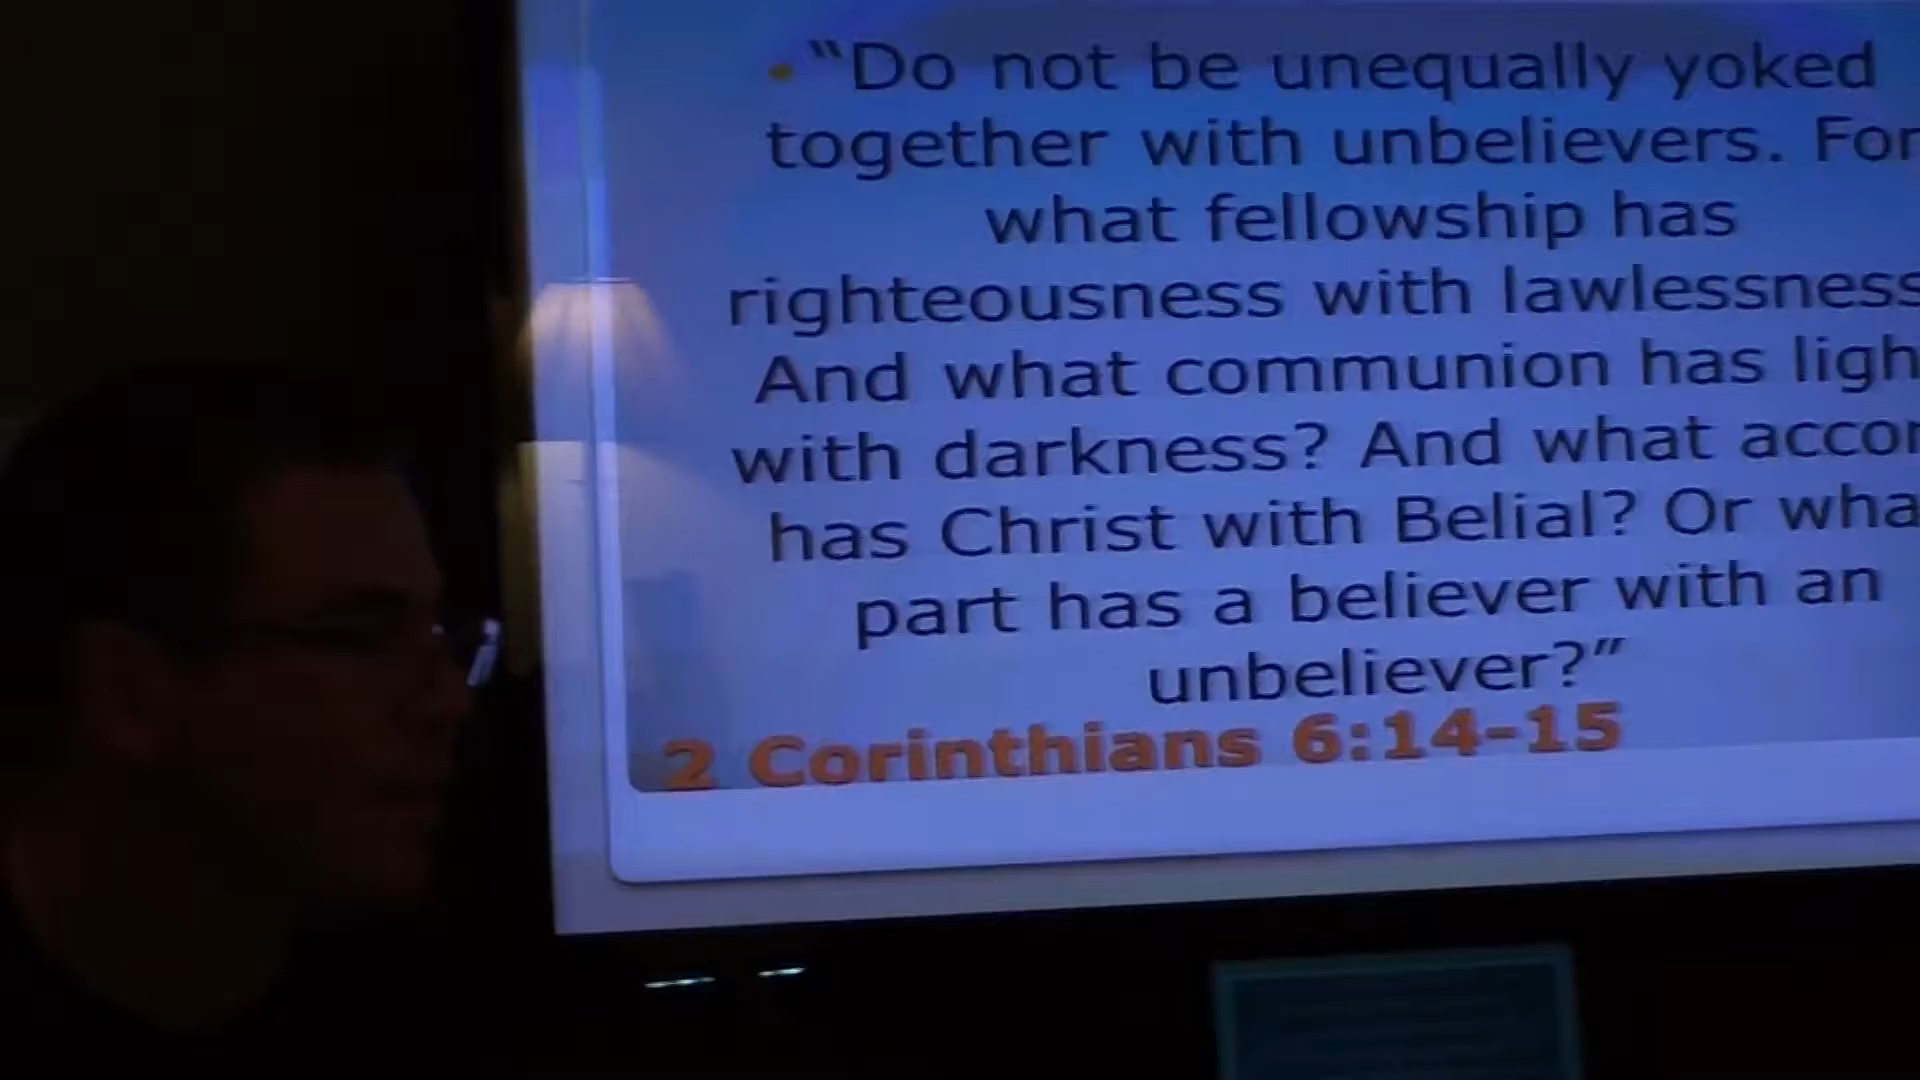 “Do not be unequally yoked
together with unbelievers. For
what fellowship has
righteousness with lawlessness
And what communion has ligh
with darkness? And what accor
has Christ with Belial? Or wha
part has a believer with an
unbeliever?”
2 Corinthians 6:14-15